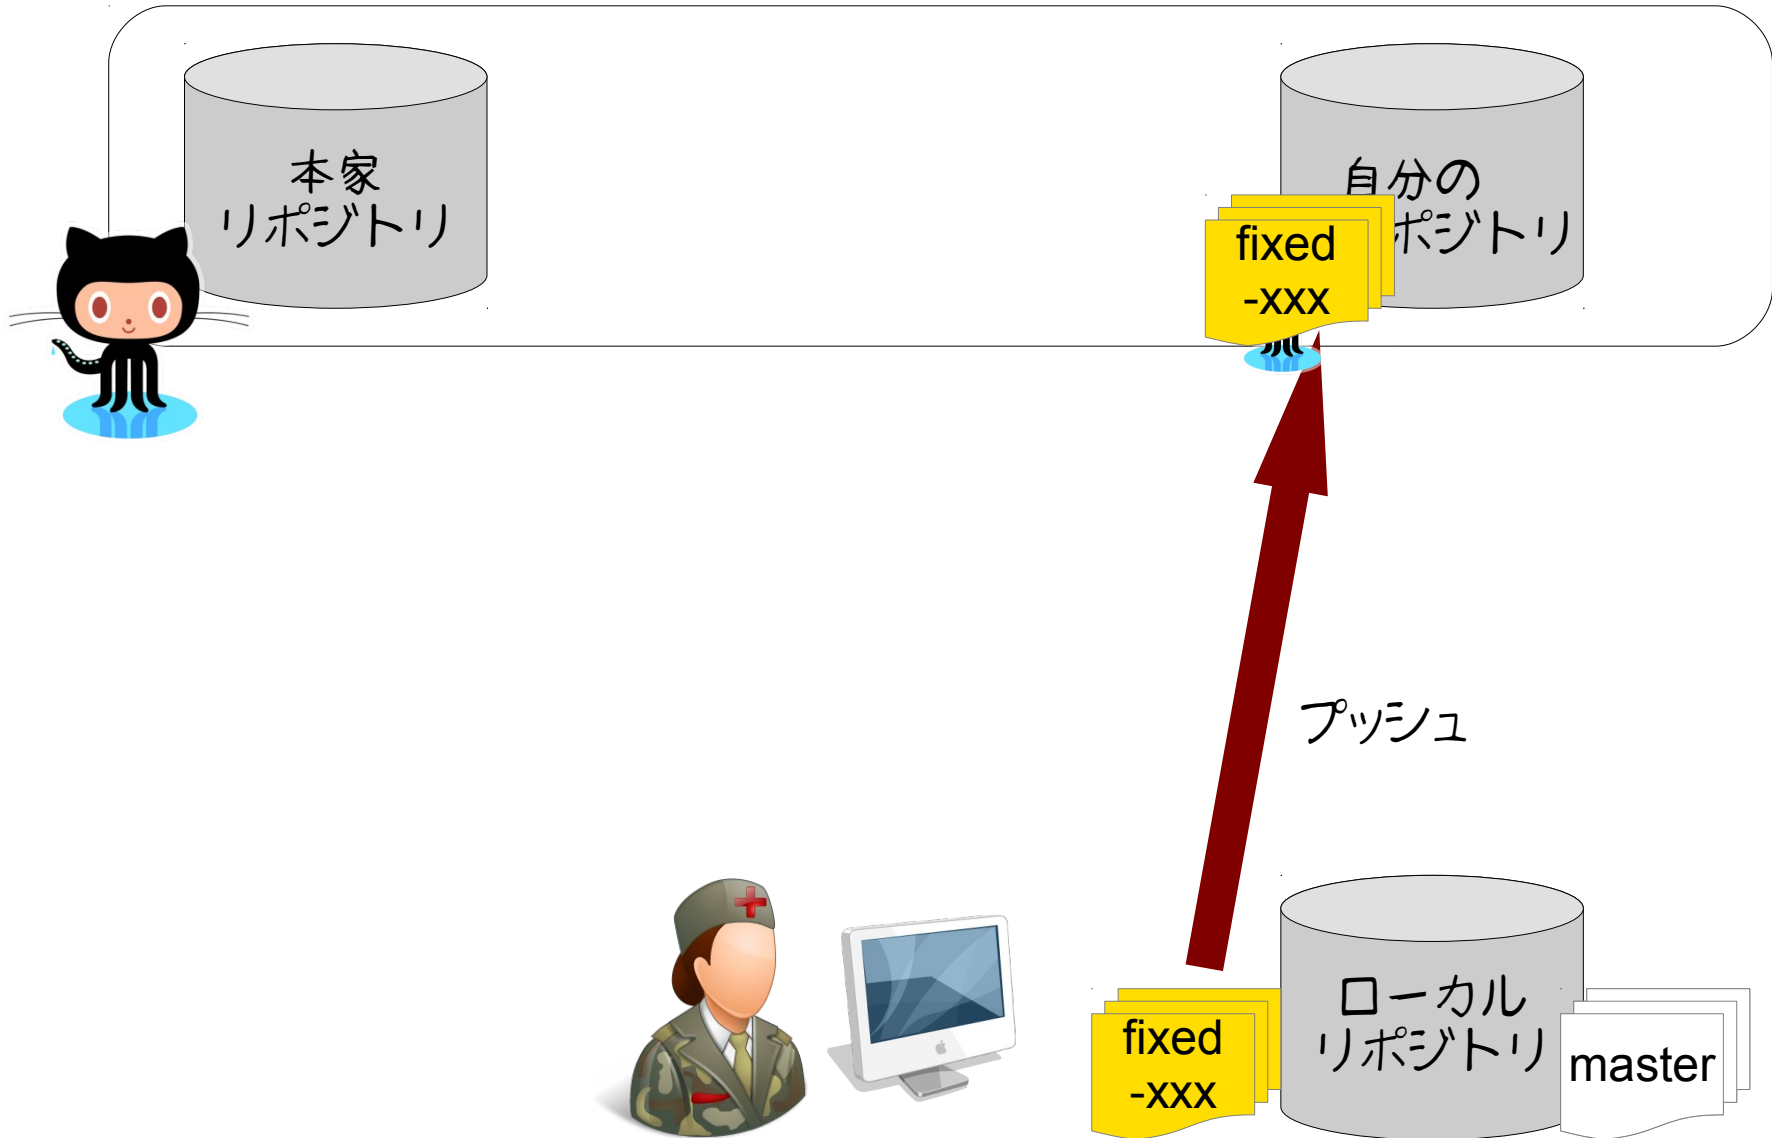 本家
リポジトリ
自分の
ポジトリ
fixed
-xxx
プッシュ
fixed
-xxx
ローカル
リポジトリ
master